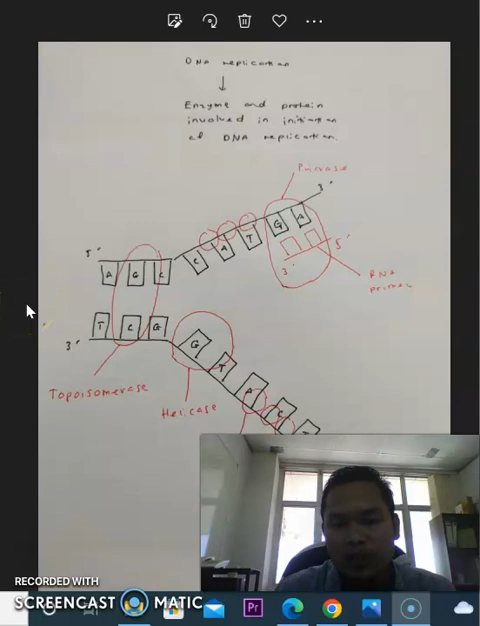 DNA replication
Enzyme and protein
involved in initiation
of DNA replication.
Primase
3'
5'
C A T G A
A G C
5'
3'
RNA
primer
T C G
3'
G
T
A
C
Topoisomerase
Helicase
RECORDED WITH
SCREENCAST MATIC
Pr